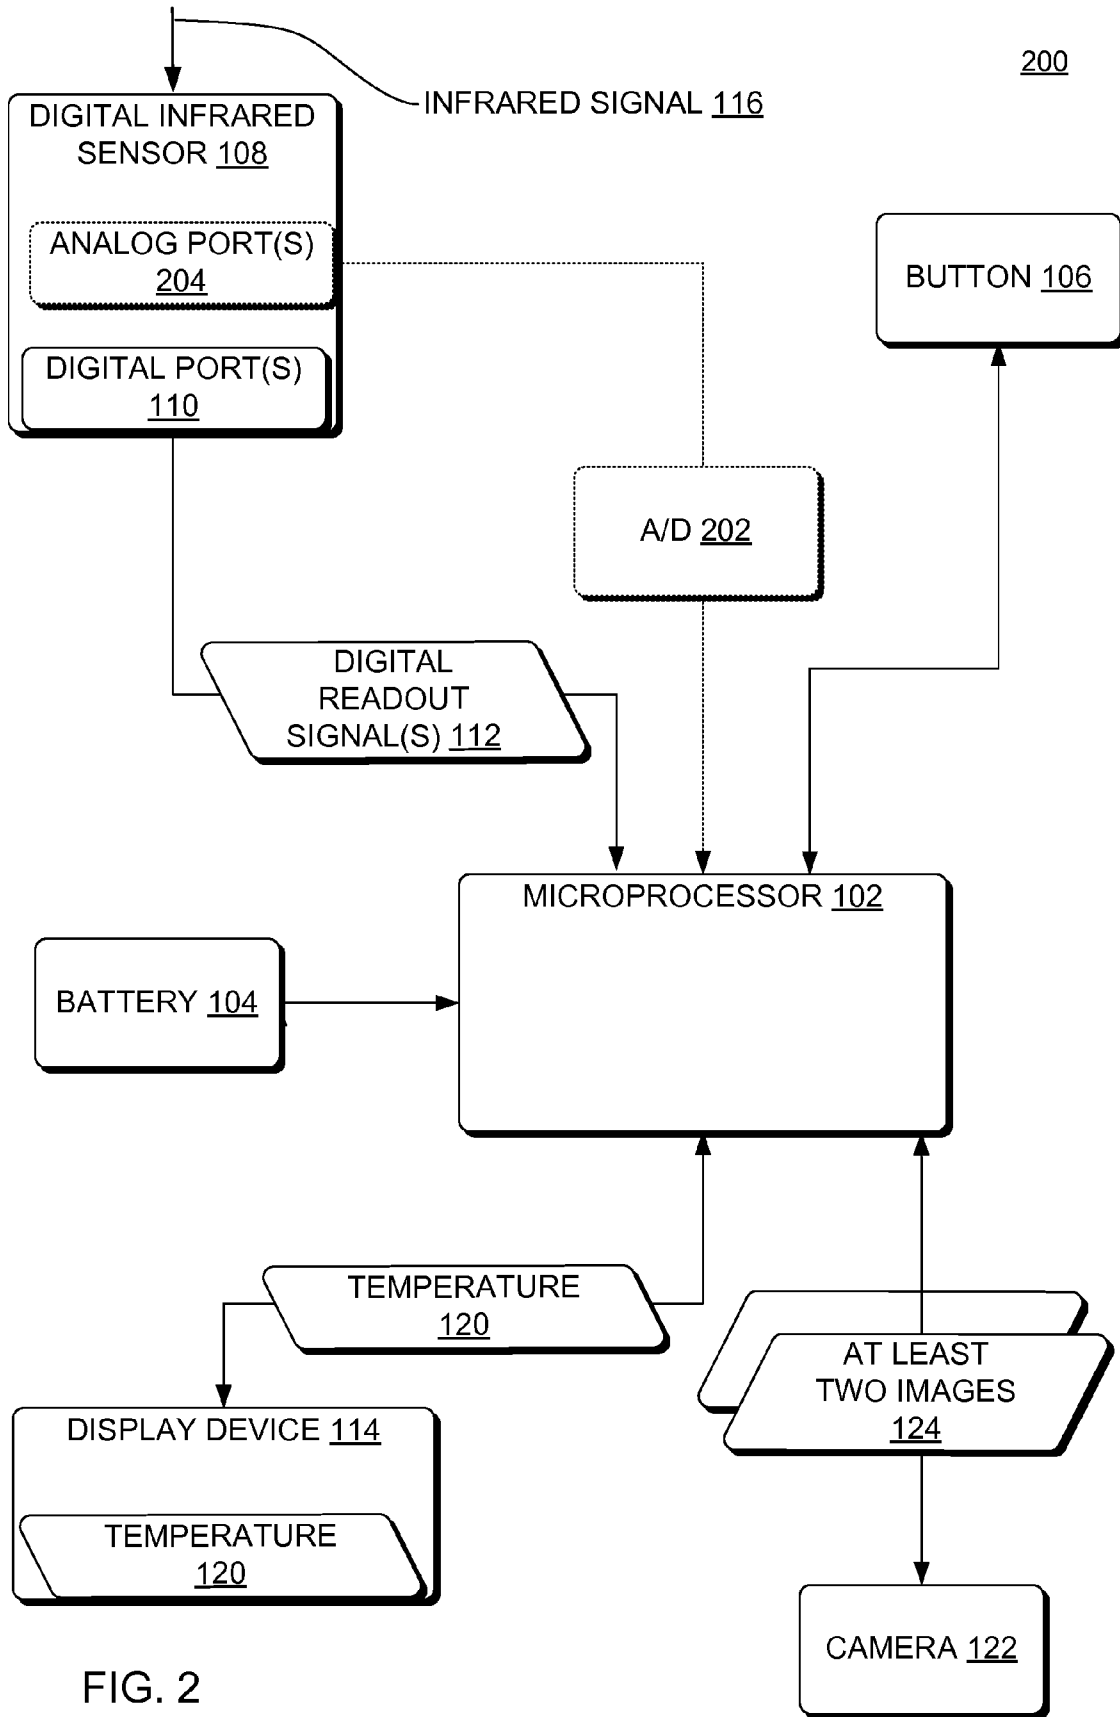 200
INFRARED SIGNAL 116
DIGITAL INFRARED
SENSOR 108
ANALOG PORT(S)
204
DIGITAL PORT(S)
110
BUTTON 106
A/D 202
DIGITAL
READOUT
SIGNAL(S) 112
MICROPROCESSOR 102
BATTERY 104
TEMPERATURE
120
AT LEAST
TWO IMAGES
124
DISPLAY DEVICE 114
TEMPERATURE
120
CAMERA 122
FIG. 2